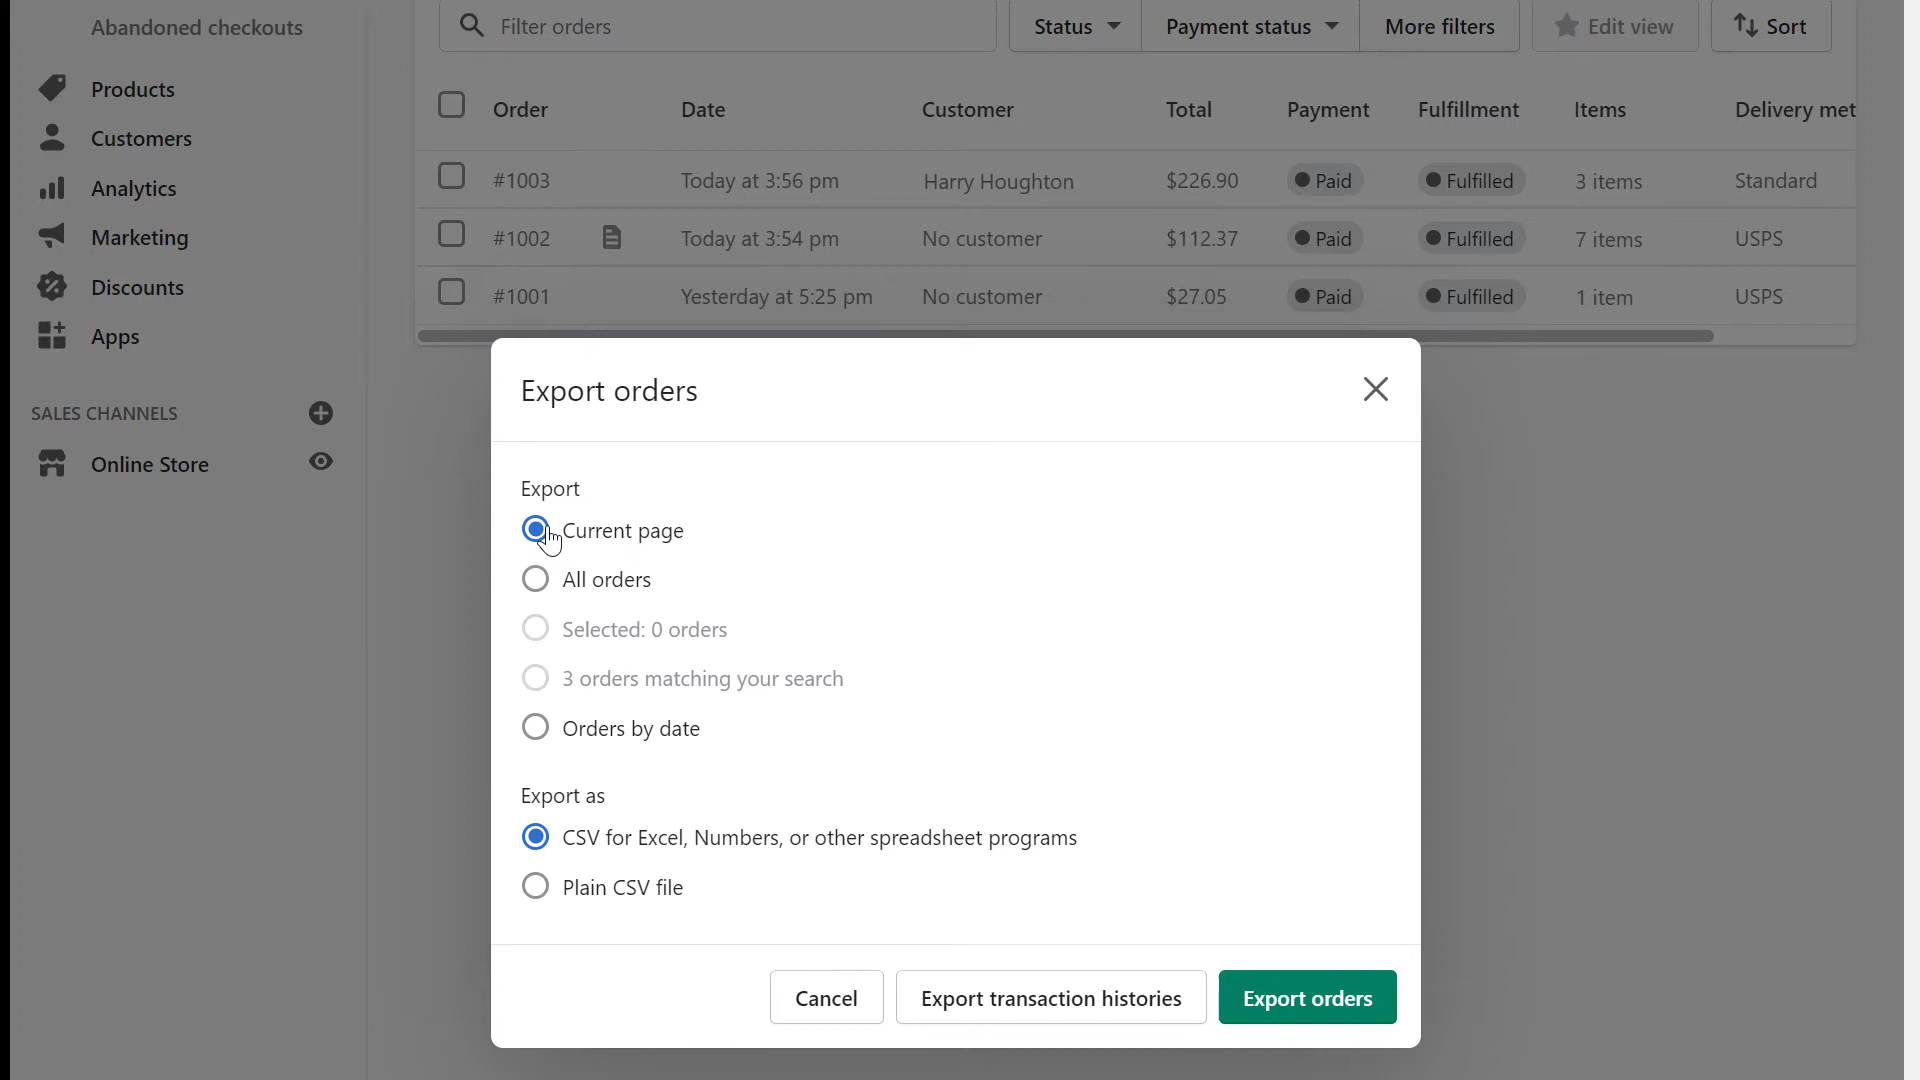 Abandoned checkouts
Filter orders
Status
Payment status
More filters
Edit view
Sort
Products
Customers
Analytics
Marketing
Discounts
Apps
SALES CHANNELS
Online Store
Order Date Customer Total Payment Fulfillment Items Delivery met
#1003 Today at 3:56 pm Harry Houghton $226.90 Paid Fulfilled 3 items Standard
#1002 Today at 3:54 pm No customer $112.37 Paid Fulfilled 7 items USPS
#1001 Yesterday at 5:25 pm No customer $27.05 Paid Fulfilled 1 item USPS
Export orders
Export
Current page
All orders
Selected: 0 orders
3 orders matching your search
Orders by date
Export as
CSV for Excel, Numbers, or other spreadsheet programs
Plain CSV file
Cancel
Export transaction histories
Export orders